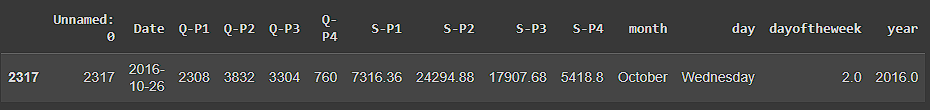 Unnamed: 0 Date Q-P1 Q-P2 Q-P3 Q-P4 S-P1 S-P2 S-P3 S-P4 month day dayoftheweek year
2317 2317 2016-10-26 2308 3832 3304 760 7316.36 24294.88 17907.68 5418.8 October Wednesday 2.0 2016.0